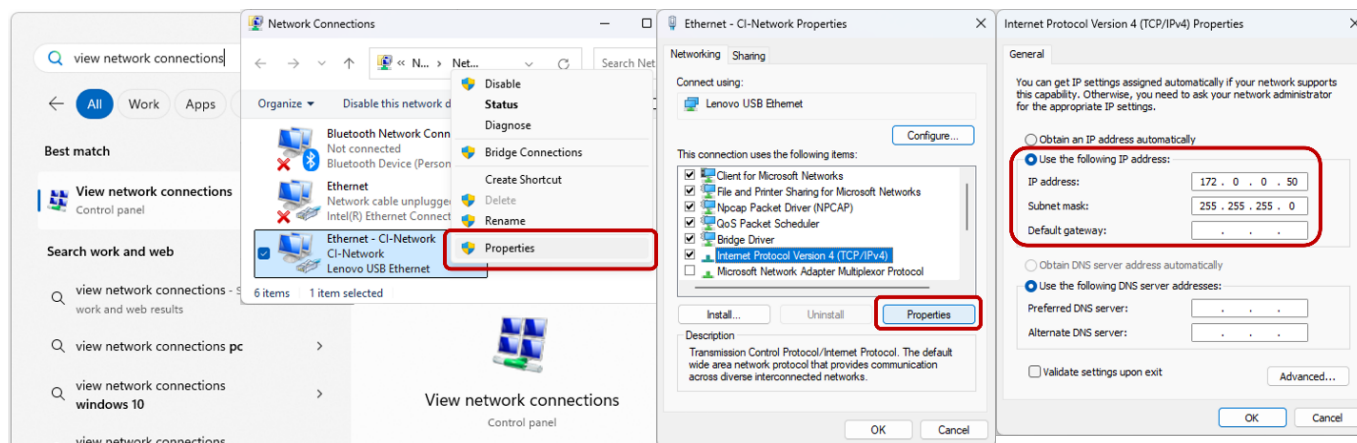 view network connections
All Work Apps
Best match
View network connections
Control panel
Search work and web
view network connections -
work and web results
view network connections pc
view network connections
windows 10
view network connections
Network Connections
« N... › Net...
Search Net
Organize
Disable this network d
Bluetooth Network Conn
Not connected
Bluetooth Device (Person
Ethernet
Network cable unplugge
Intel(R) Ethernet Connect
Ethernet - CI-Network
CI-Network
Lenovo USB Ethernet
6 items 1 item selected
Disable
Status
Diagnose
Bridge Connections
Create Shortcut
Delete
Rename
Properties
View network connections
Control panel
Ethernet - CI-Network Properties
Networking Sharing
Connect using:
Lenovo USB Ethernet
Configure...
This connection uses the following items:
Client for Microsoft Networks
File and Printer Sharing for Microsoft Networks
Npcap Packet Driver (NPCAP)
QoS Packet Scheduler
Bridge Driver
Internet Protocol Version 4 (TCP/IPv4)
Microsoft Network Adapter Multiplexor Protocol
Install... Uninstall Properties
Description
Transmission Control Protocol/Internet Protocol. The default
wide area network protocol that provides communication
across diverse interconnected networks.
OK Cancel
Internet Protocol Version 4 (TCP/IPv4) Properties
General
You can get IP settings assigned automatically if your network supports
this capability. Otherwise, you need to ask your network administrator
for the appropriate IP settings.
Obtain an IP address automatically
Use the following IP address:
IP address: 172 . 0 . 0 . 50
Subnet mask: 255 . 255 . 255 . 0
Default gateway: . . .
Obtain DNS server address automatically
Use the following DNS server addresses:
Preferred DNS server: . . .
Alternate DNS server: . . .
Validate settings upon exit
Advanced...
OK Cancel